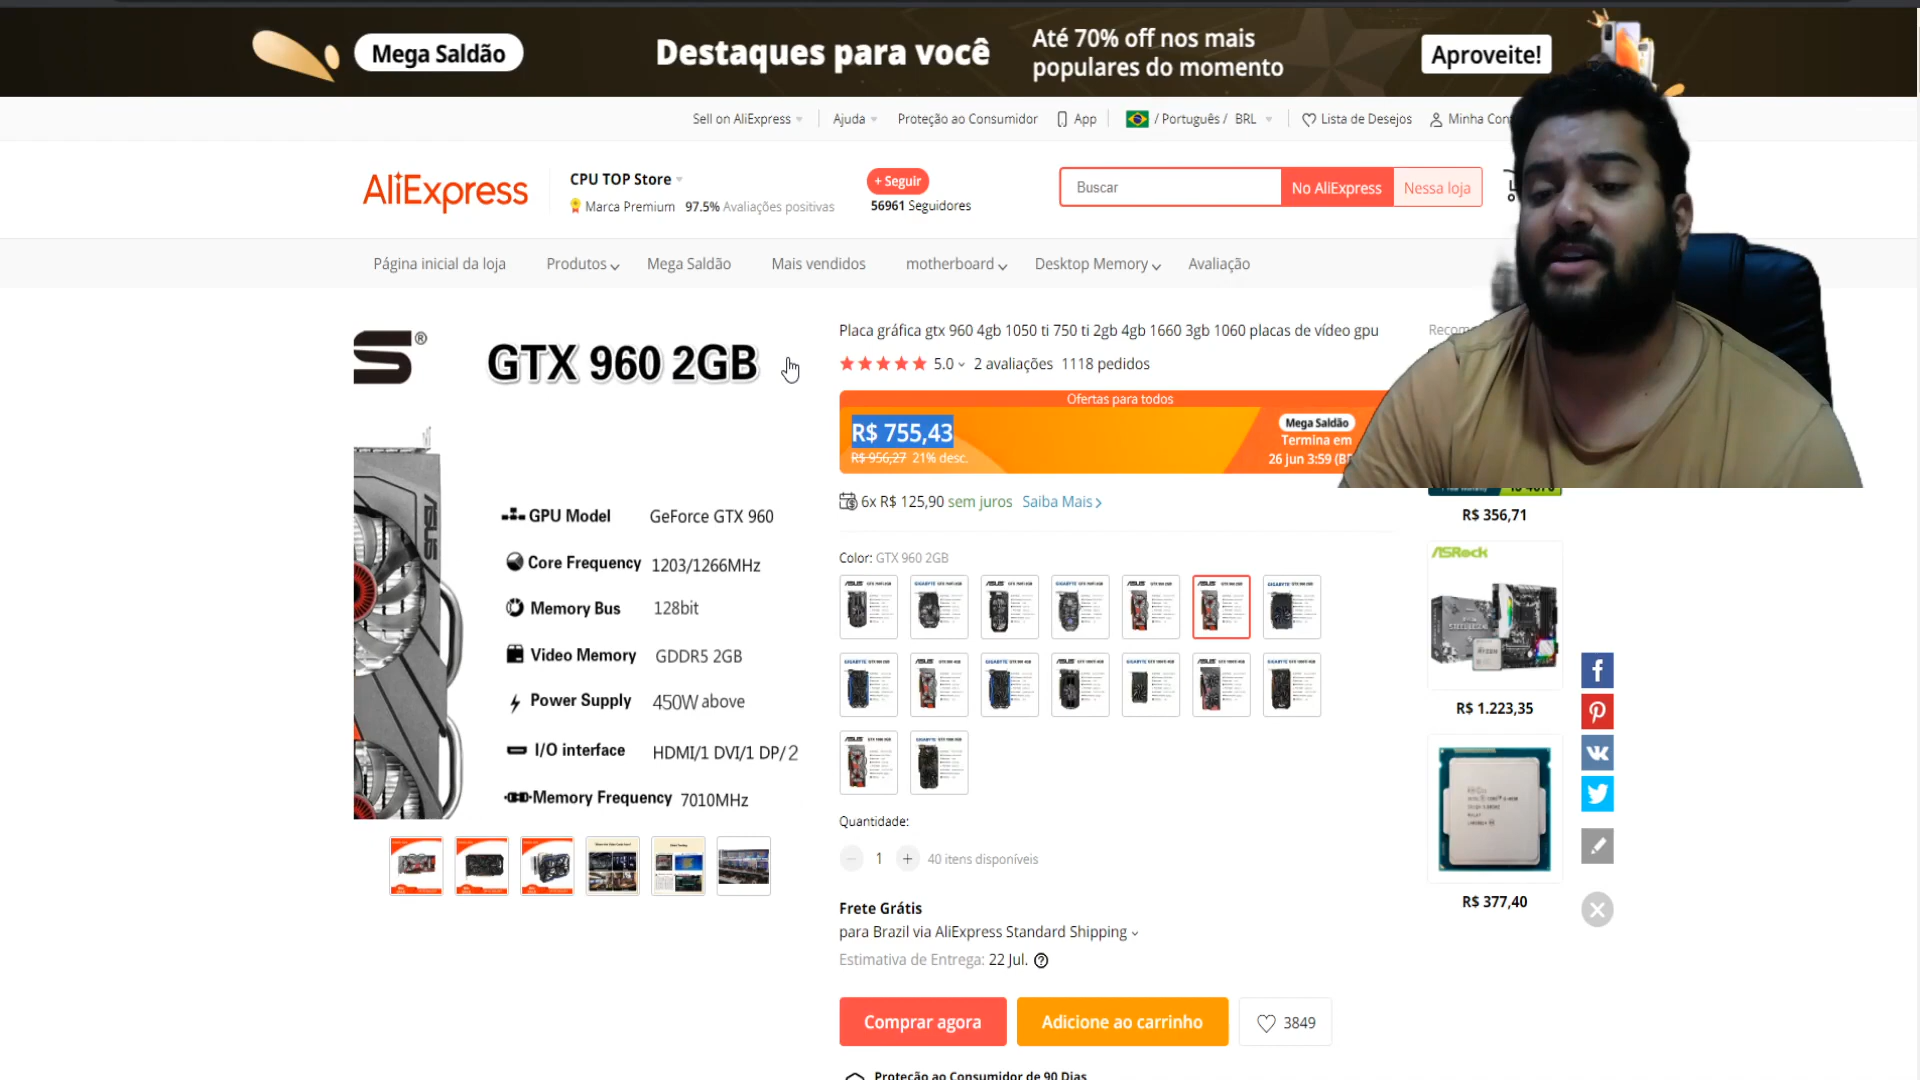 Mega Saldão
Destaques para você
Até 70% off nos mais
populares do momento
Aproveite!
Sell on AliExpress
Ajuda
Proteção ao Consumidor
App
/ Português / BRL
Lista de Desejos
Minha Con
AliExpress
CPU TOP Store
Marca Premium 97.5% Avaliações positivas
+ Seguir
56961 Seguidores
Buscar
No AliExpress
Nessa loja
Página inicial da loja
Produtos
Mega Saldão
Mais vendidos
motherboard
Desktop Memory
Avaliação
S®
GTX 960 2GB
ASUS
GPU Model GeForce GTX 960
Core Frequency 1203/1266MHz
Memory Bus 128bit
Video Memory GDDR5 2GB
Power Supply 450W above
I/O interface HDMI/1 DVI/1 DP/2
Memory Frequency 7010MHz
Placa gráfica gtx 960 4gb 1050 ti 750 ti 2gb 4gb 1660 3gb 1060 placas de vídeo gpu
5.0 2 avaliações 1118 pedidos
Ofertas para todos
R$ 755,43
R$ 956,27 21% desc.
Mega Saldão
Termina em
26 jun 3:59 (BR
6x R$ 125,90 sem juros Saiba Mais
Color: GTX 960 2GB
Quantidade:
1
40 itens disponíveis
Frete Grátis
para Brazil via AliExpress Standard Shipping
Estimativa de Entrega: 22 Jul.
Comprar agora
Adicione ao carrinho
3849
Proteção ao Consumidor de 90 Dias
Recom
R$ 356,71
ASRock
R$ 1.223,35
R$ 377,40